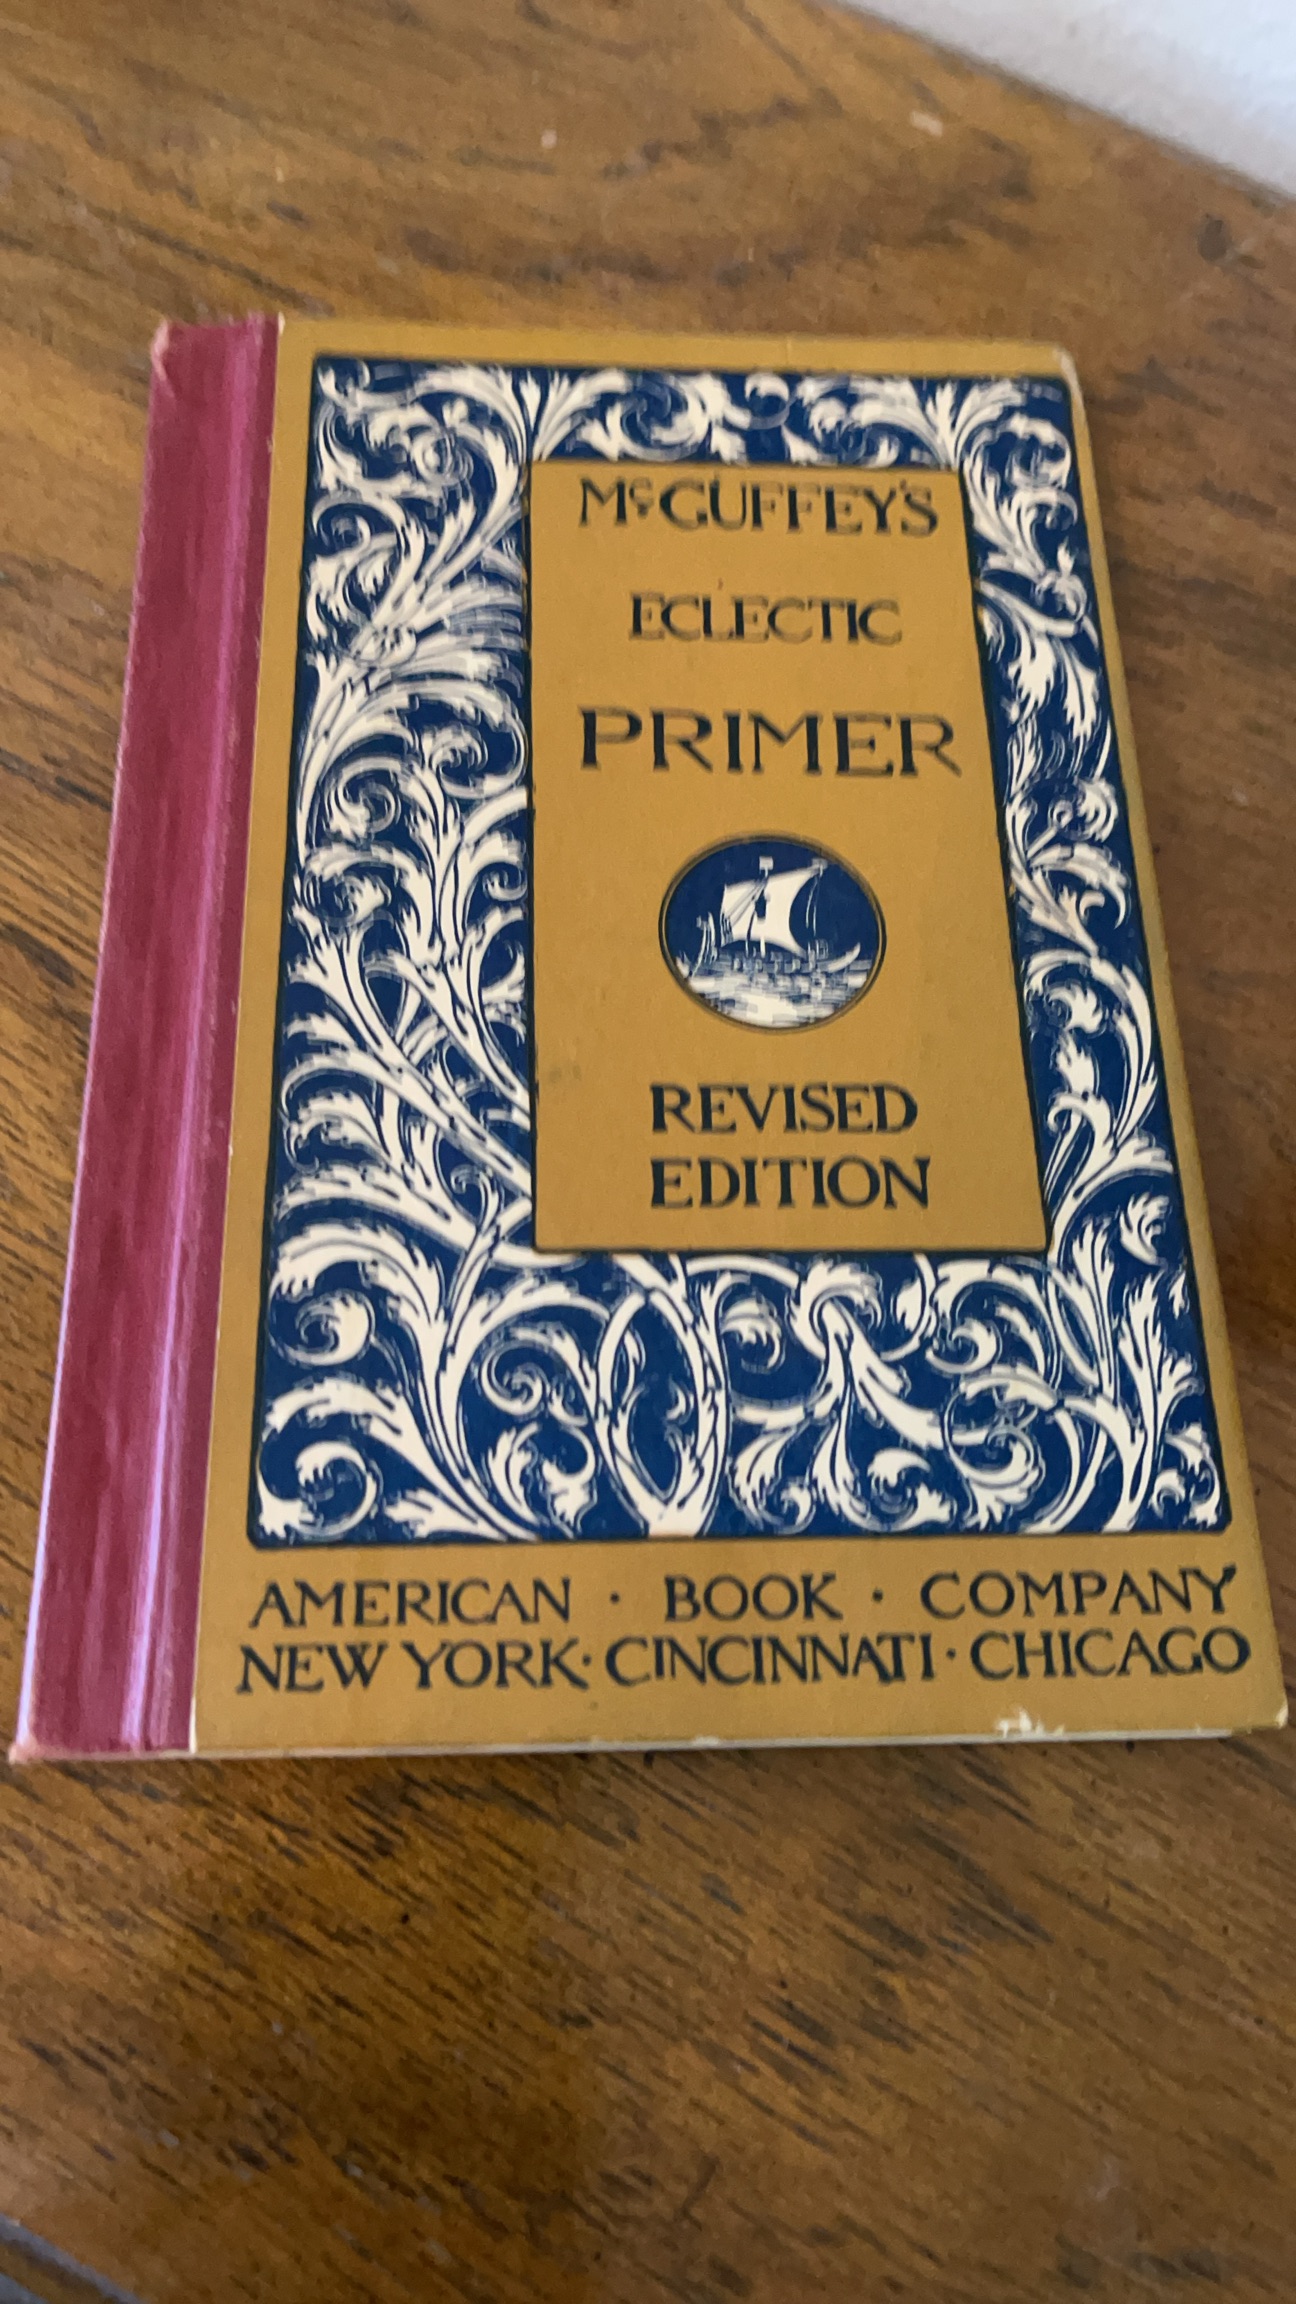 McGUFFEY'S
ECLECTIC
PRIMER
REVISED
EDITION
AMERICAN · BOOK · COMPANY
NEW YORK · CINCINNATI · CHICAGO